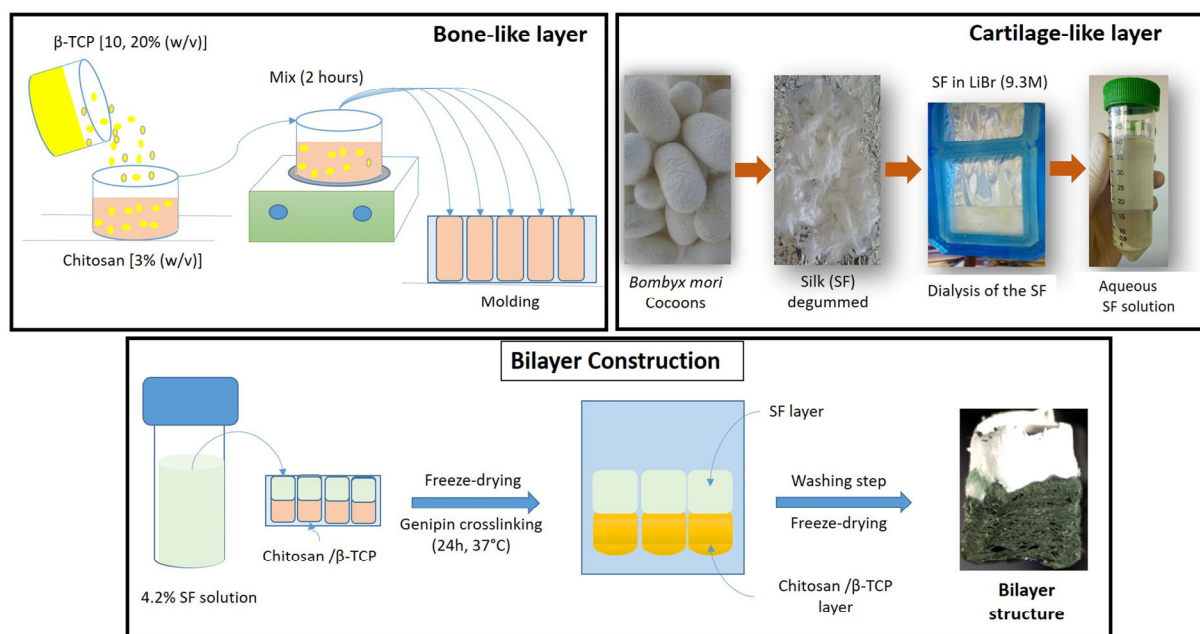 Bone-like layer
β-TCP [10, 20% (w/v)]
Mix (2 hours)
Chitosan [3% (w/v)]
Molding
Cartilage-like layer
SF in LiBr (9.3M)
Bombyx mori
Cocoons
Silk (SF)
degummed
Dialysis of the SF
Aqueous
SF solution
Bilayer Construction
SF layer
Freeze-drying
Genipin crosslinking
(24h, 37°C)
Washing step
Freeze-drying
Chitosan /β-TCP
4.2% SF solution
Chitosan /β-TCP
layer
Bilayer
structure